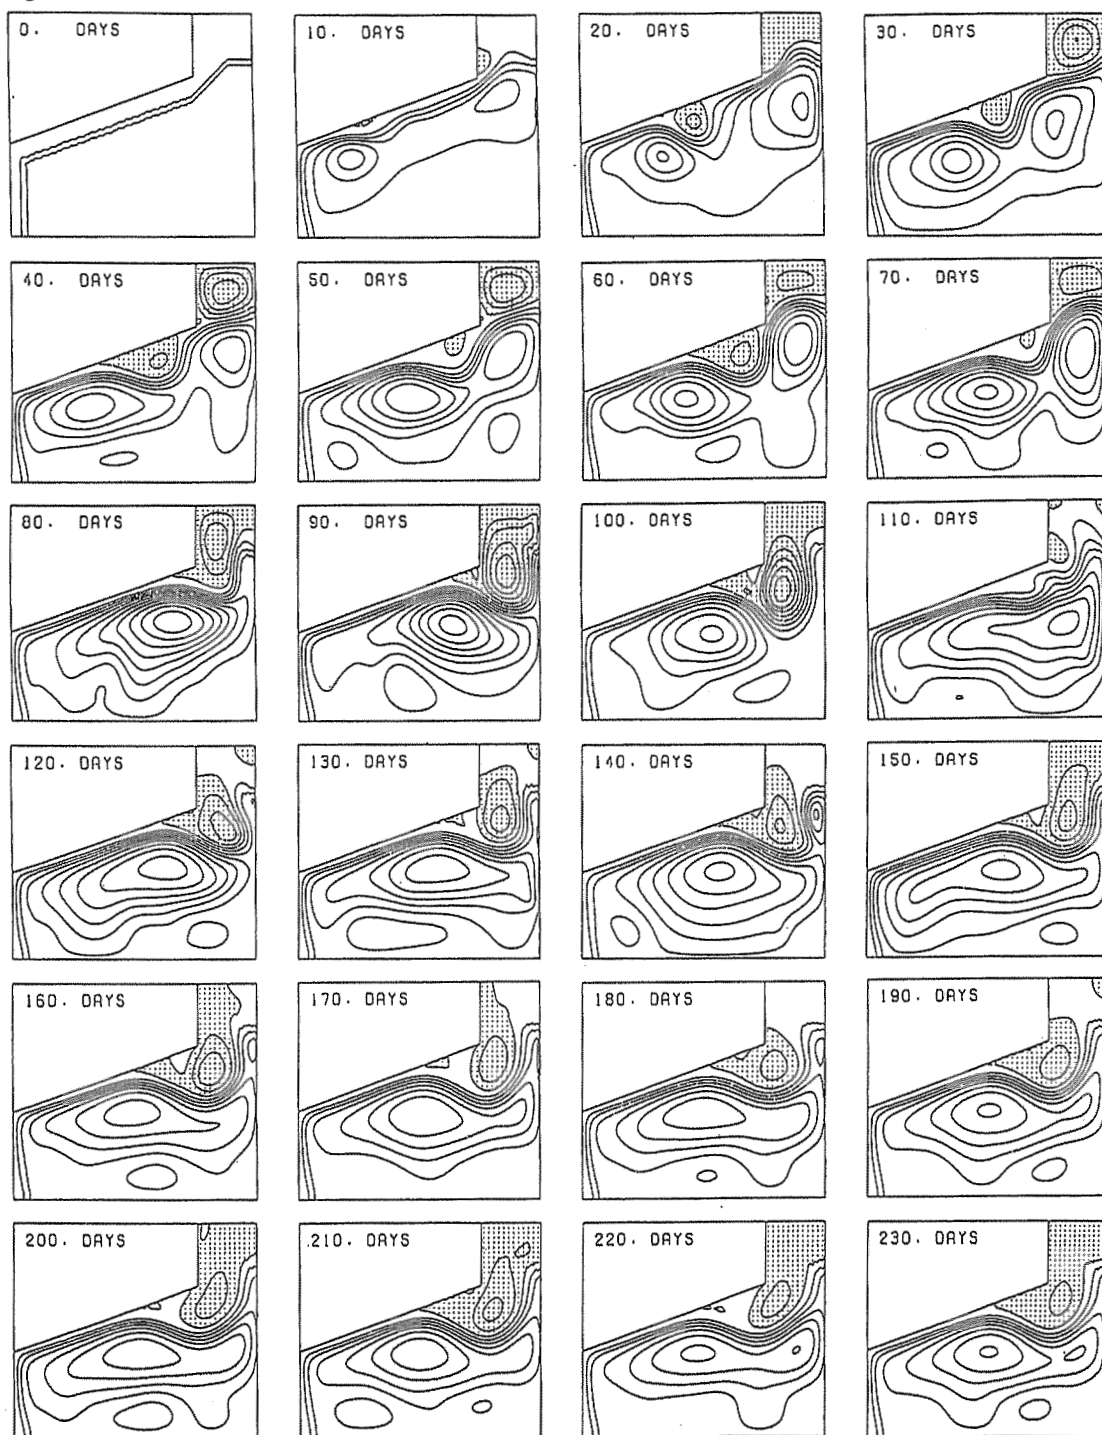 0. DAYS
10. DAYS
20. DAYS
30. DAYS
40. DAYS
50. DAYS
60. DAYS
70. DAYS
80. DAYS
90. DAYS
100. DAYS
110. DAYS
120. DAYS
130. DAYS
140. DAYS
150. DAYS
160. DAYS
170. DAYS
180. DAYS
190. DAYS
200. DAYS
210. DAYS
220. DAYS
230. DAYS